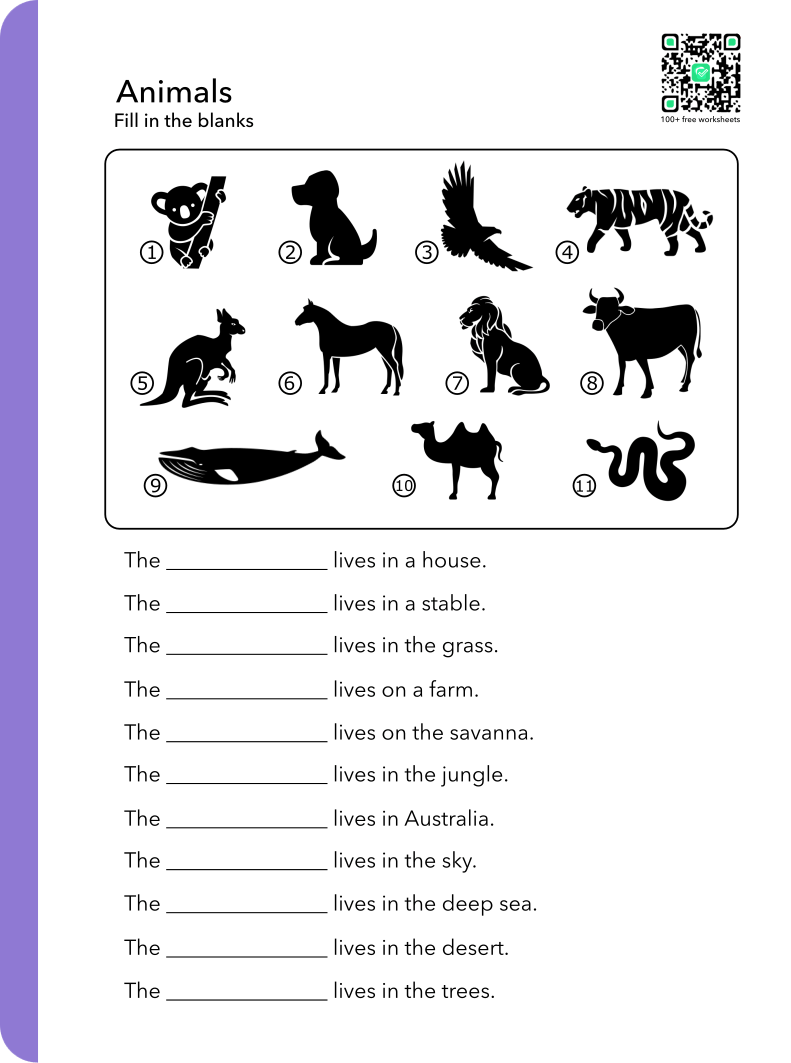 Animals
Fill in the blanks
100+ free worksheets
1 2 3 4
5 6 7 8
9 10 11
The ______________ lives in a house.
The ______________ lives in a stable.
The ______________ lives in the grass.
The ______________ lives on a farm.
The ______________ lives on the savanna.
The ______________ lives in the jungle.
The ______________ lives in Australia.
The ______________ lives in the sky.
The ______________ lives in the deep sea.
The ______________ lives in the desert.
The ______________ lives in the trees.